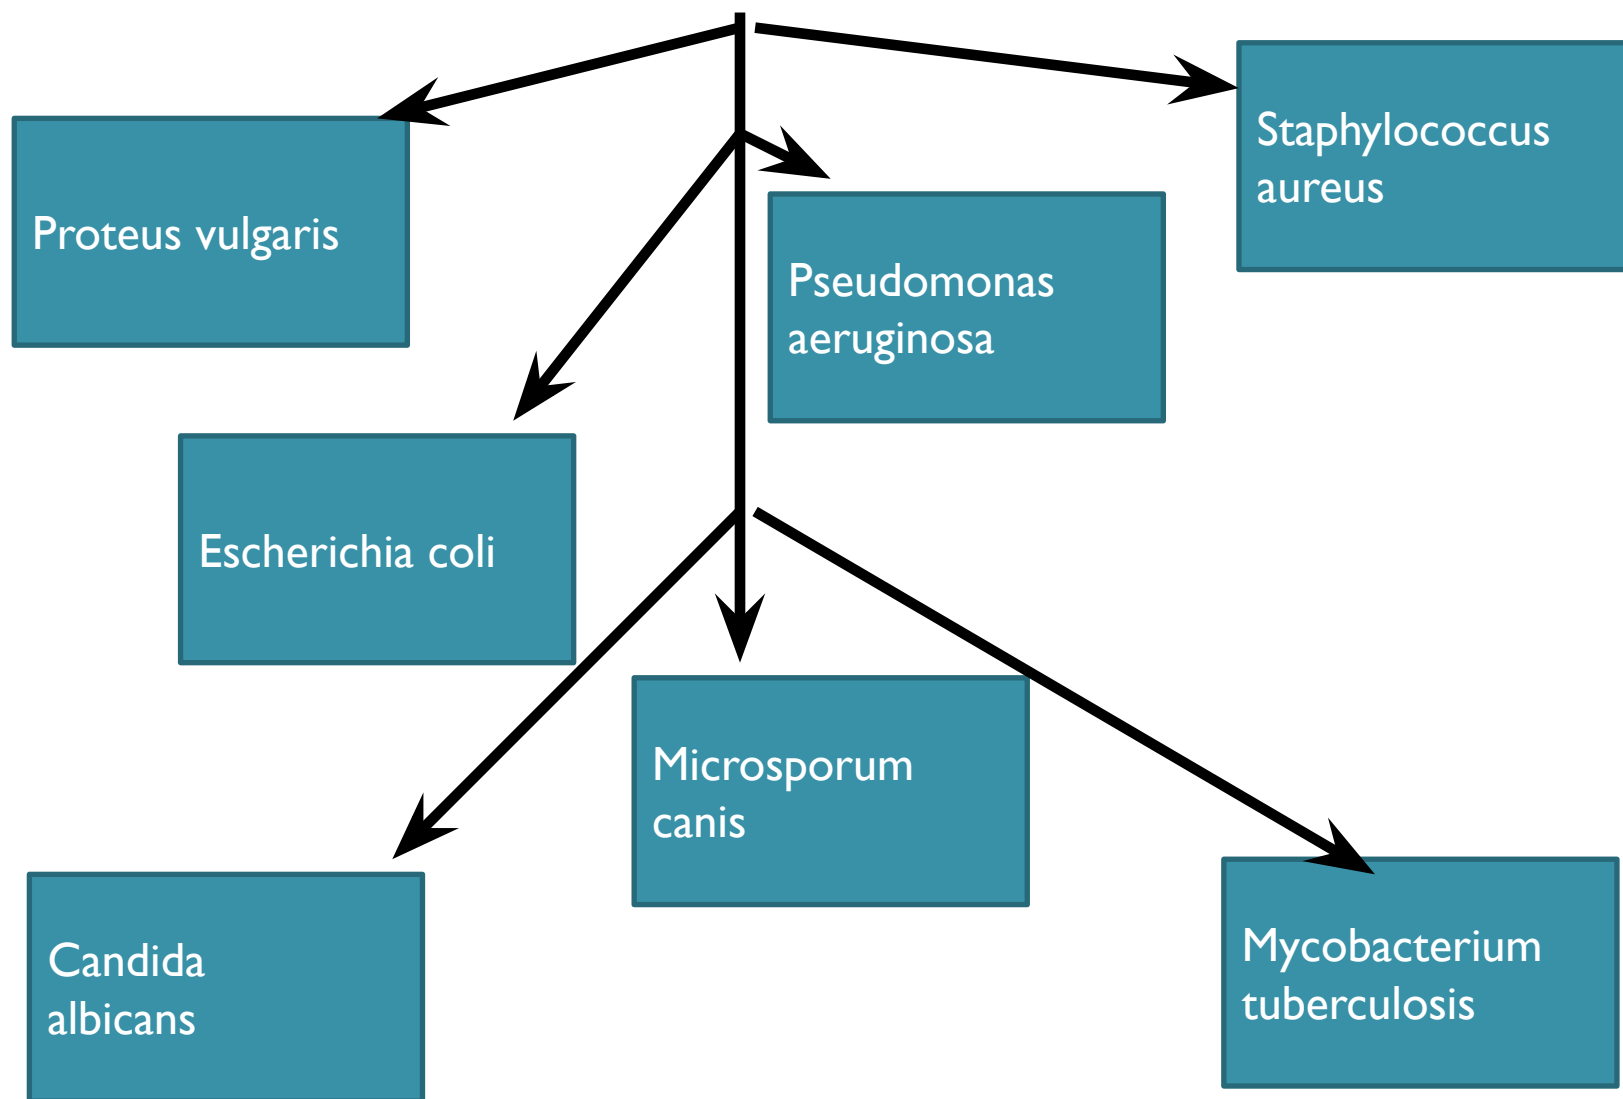 Staphylococcus
aureus
Proteus vulgaris
Pseudomonas
aeruginosa
Escherichia coli
Microsporum
canis
Candida
albicans
Mycobacterium
tuberculosis